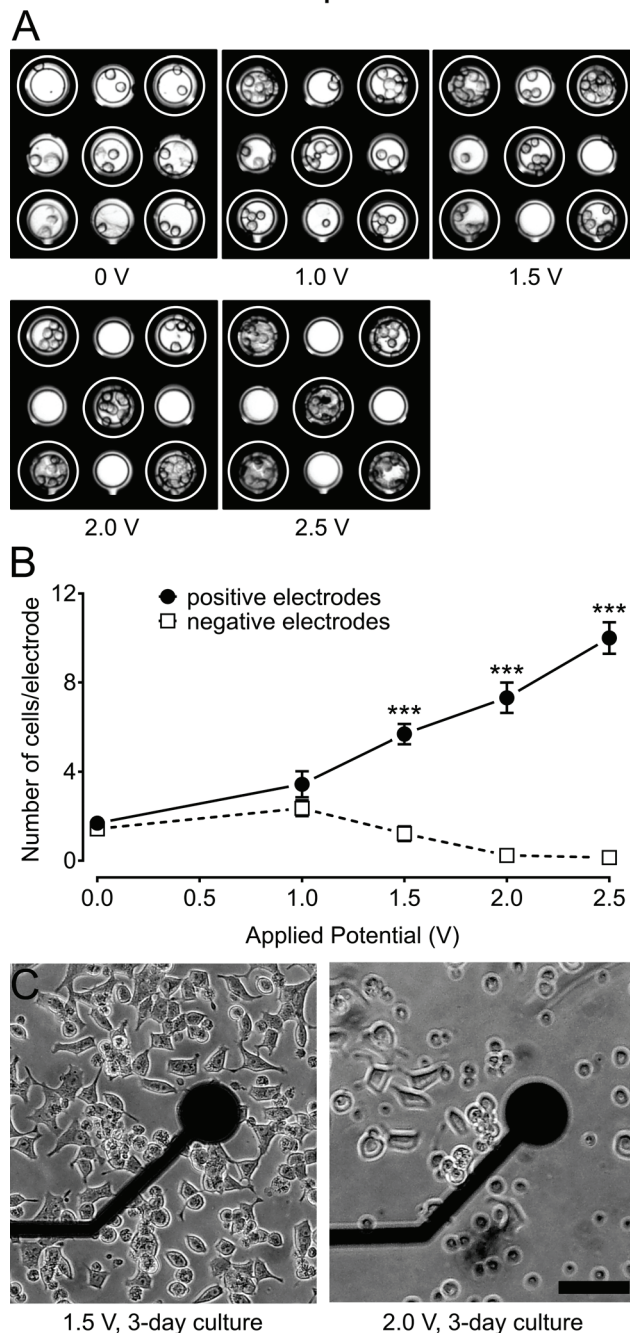 A
0 V
1.0 V
1.5 V
2.0 V
2.5 V
B
12
8
4
0
Number of cells/electrode
positive electrodes
negative electrodes
***
***
***
0.0
0.5
1.0
1.5
2.0
2.5
Applied Potential (V)
C
1.5 V, 3-day culture
2.0 V, 3-day culture